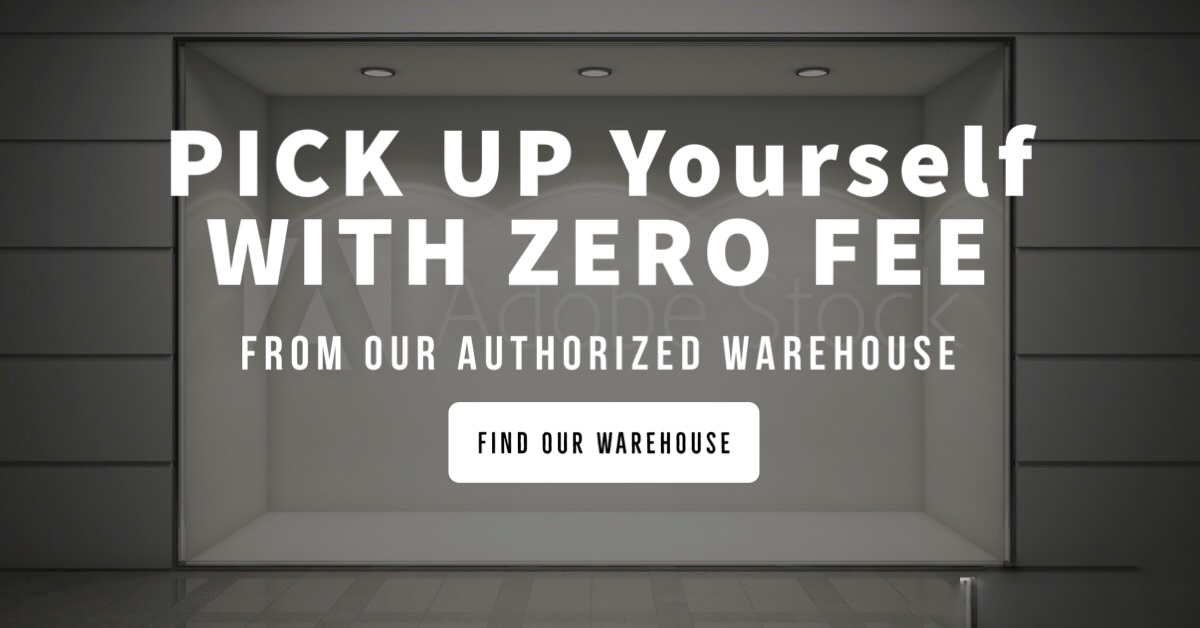 PICK UP Yourself
WITH ZERO FEE
Adobe Stock
FROM OUR AUTHORIZED WAREHOUSE
FIND OUR WAREHOUSE